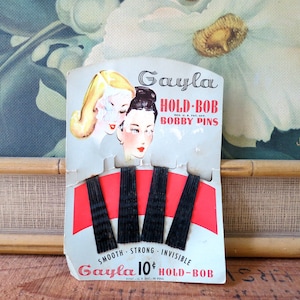 Gayla
HOLD-BOB
BOBBY PINS
SMOOTH · STRONG · INVISIBLE
Gayla 10¢ HOLD-BOB